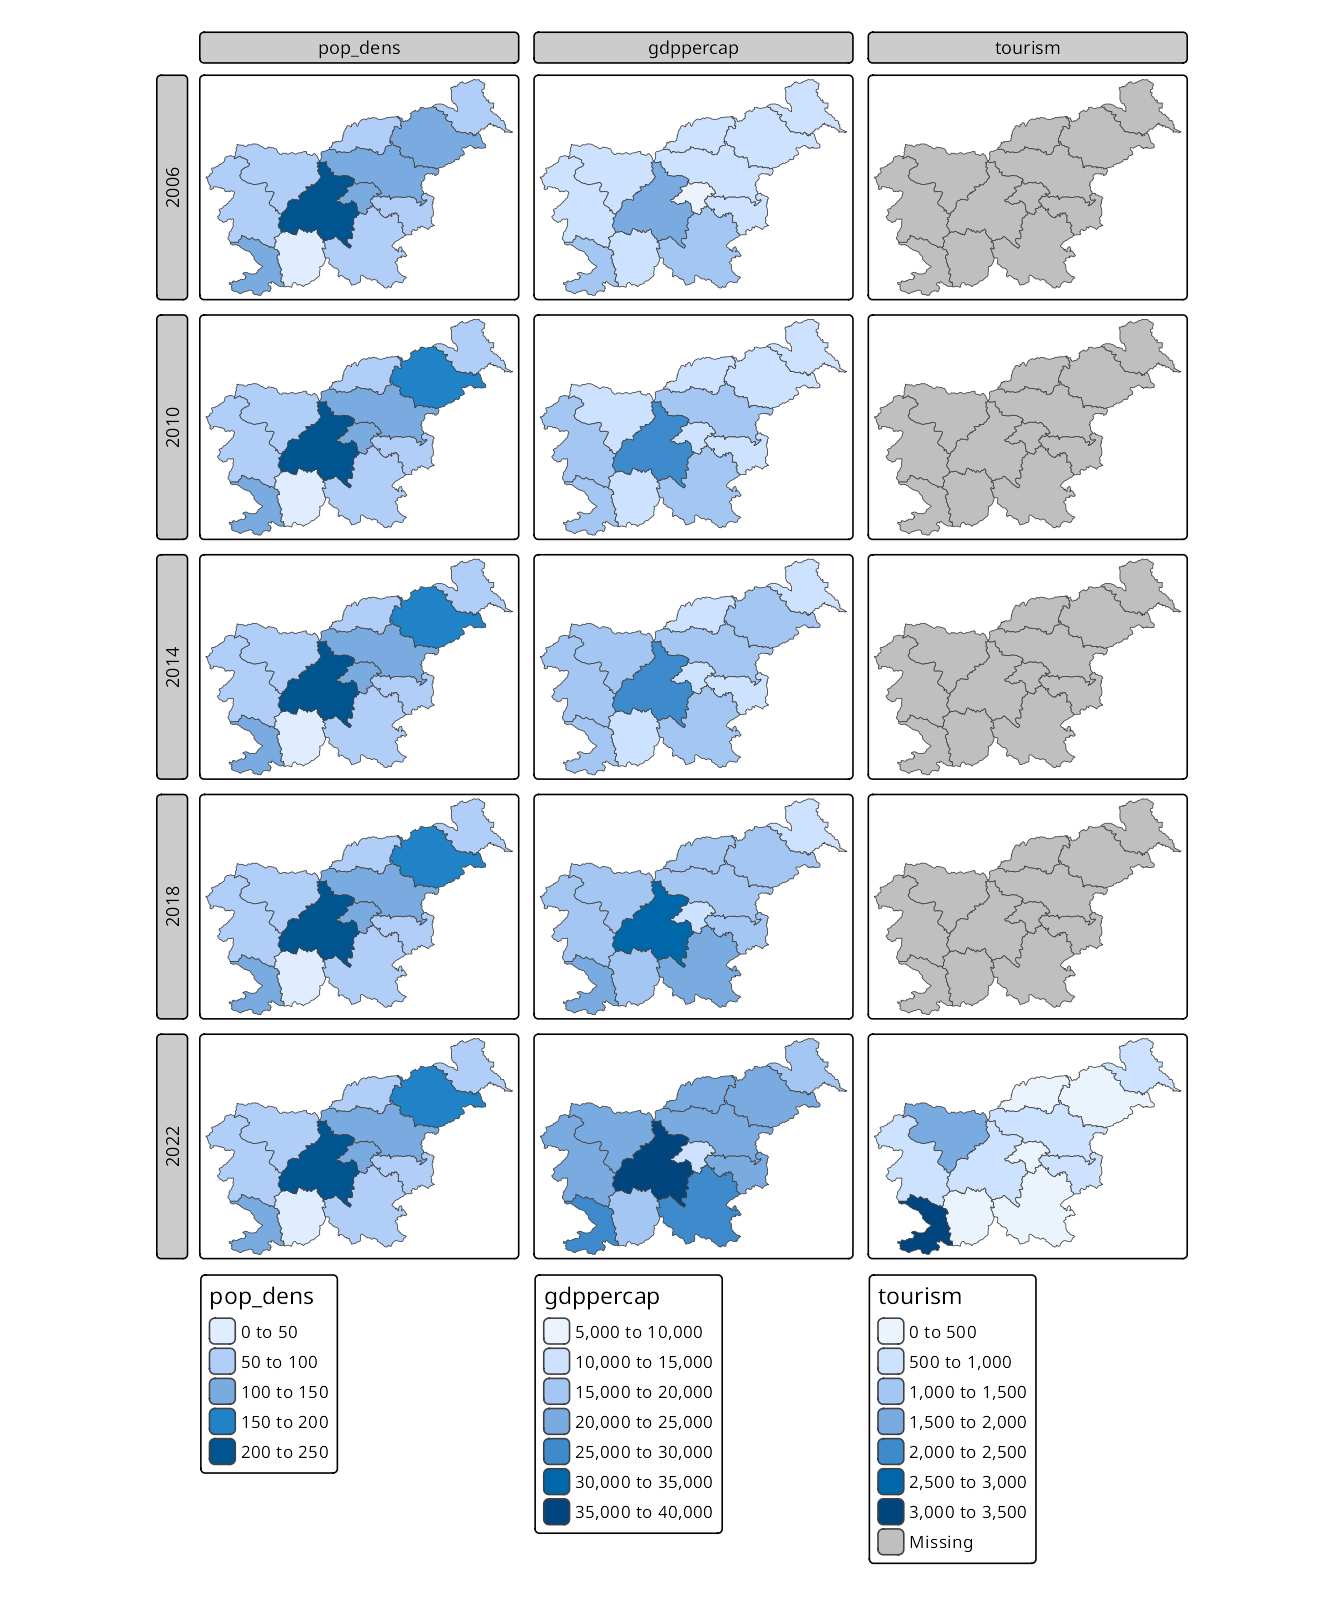 pop_dens
gdppercap
tourism
2006
2010
2014
2018
2022
pop_dens
0 to 50
50 to 100
100 to 150
150 to 200
200 to 250
gdppercap
5,000 to 10,000
10,000 to 15,000
15,000 to 20,000
20,000 to 25,000
25,000 to 30,000
30,000 to 35,000
35,000 to 40,000
tourism
0 to 500
500 to 1,000
1,000 to 1,500
1,500 to 2,000
2,000 to 2,500
2,500 to 3,000
3,000 to 3,500
Missing